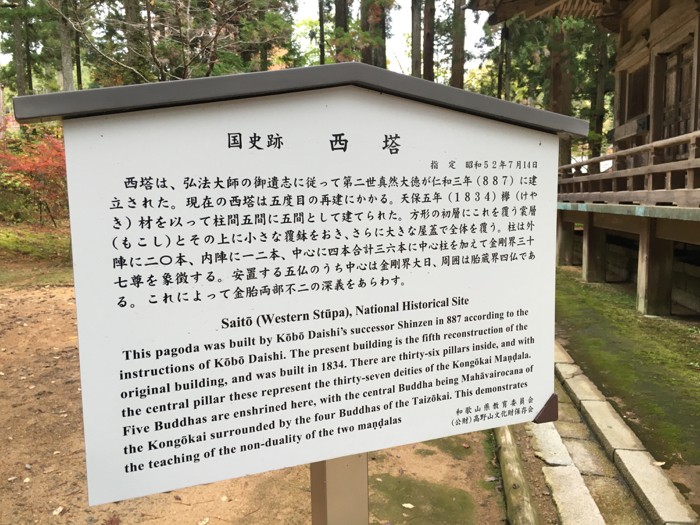 国史跡 西塔
指定 昭和52年7月14日
西塔は、弘法大師の御遺志に従って第二世真然大徳が仁和三年(887)に建
立された。現在の西塔は五度目の再建にかかる。天保五年(1834)欅(けや
き)材を以って柱間五間に五間として建てられた。方形の初層にこれを覆う裳層
(もこし)とその上に小さな覆鉢をおき、さらに大きな屋蓋で全体を覆う。柱は外
陣に二〇本、内陣に一二本、中心に四本合計三六本に中心柱を加えて金剛界三十
七尊を象徴する。安置する五仏のうち中心は金剛界大日、周囲は胎蔵界四仏であ
る。これによって金胎両部不二の深義をあらわす。
Saitō (Western Stūpa), National Historical Site
This pagoda was built by Kōbō Daishi's successor Shinzen in 887 according to the
instructions of Kōbō Daishi. The present building is the fifth reconstruction of the
original building, and was built in 1834. There are thirty-six pillars inside, and with
the central pillar these represent the thirty-seven deities of the Kongōkai Maṇḍala.
Five Buddhas are enshrined here, with the central Buddha being Mahāvairocana of
the Kongōkai surrounded by the four Buddhas of the Taizōkai. This demonstrates
the teaching of the non-duality of the two maṇḍalas
和歌山県教育委員会
(公財)高野山文化財保存会